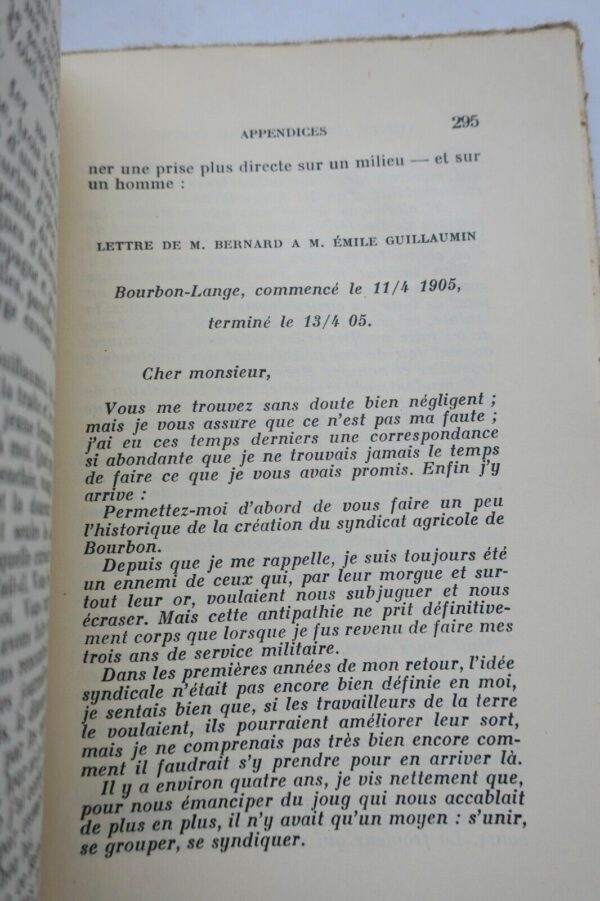 APPENDICES 295
ner une prise plus directe sur un milieu — et sur
un homme :
LETTRE DE M. BERNARD A M. ÉMILE GUILLAUMIN
Bourbon-Lange, commencé le 11/4 1905,
terminé le 13/4 05.
Cher monsieur,
Vous me trouvez sans doute bien négligent ;
mais je vous assure que ce n'est pas ma faute ;
j'ai eu ces temps derniers une correspondance
si abondante que je ne trouvais jamais le temps
de faire ce que je vous avais promis. Enfin j'y
arrive :
Permettez-moi d'abord de vous faire un peu
l'historique de la création du syndicat agricole de
Bourbon.
Depuis que je me rappelle, je suis toujours été
un ennemi de ceux qui, par leur morgue et sur-
tout leur or, voulaient nous subjuguer et nous
écraser. Mais cette antipathie ne prit définitive-
ment corps que lorsque je fus revenu de faire mes
trois ans de service militaire.
Dans les premières années de mon retour, l'idée
syndicale n'était pas encore bien définie en moi,
je sentais bien que, si les travailleurs de la terre
le voulaient, ils pourraient améliorer leur sort,
mais je ne comprenais pas très bien encore com-
ment il faudrait s'y prendre pour en arriver là.
Il y a environ quatre ans, je vis nettement que,
pour nous émanciper du joug qui nous accablait
de plus en plus, il n'y avait qu'un moyen : s'unir,
se grouper, se syndiquer.